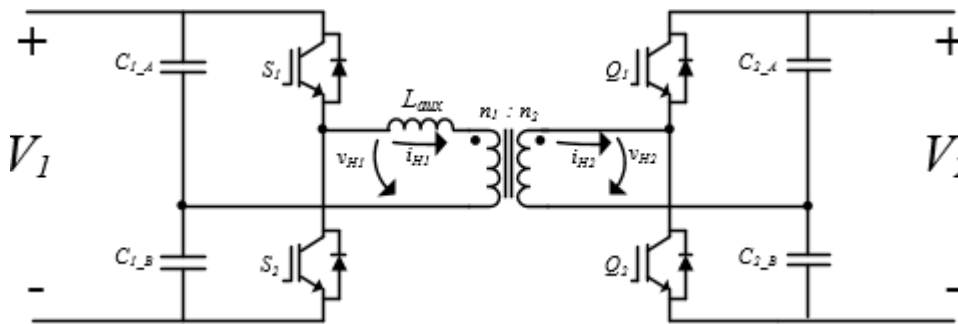 +
+
C1_A
S1
Q1
C2_A
Laux
n1 : n2
V1
vH1
iH1
iH2
vH2
C1_B
S2
Q2
C2_B
-
-